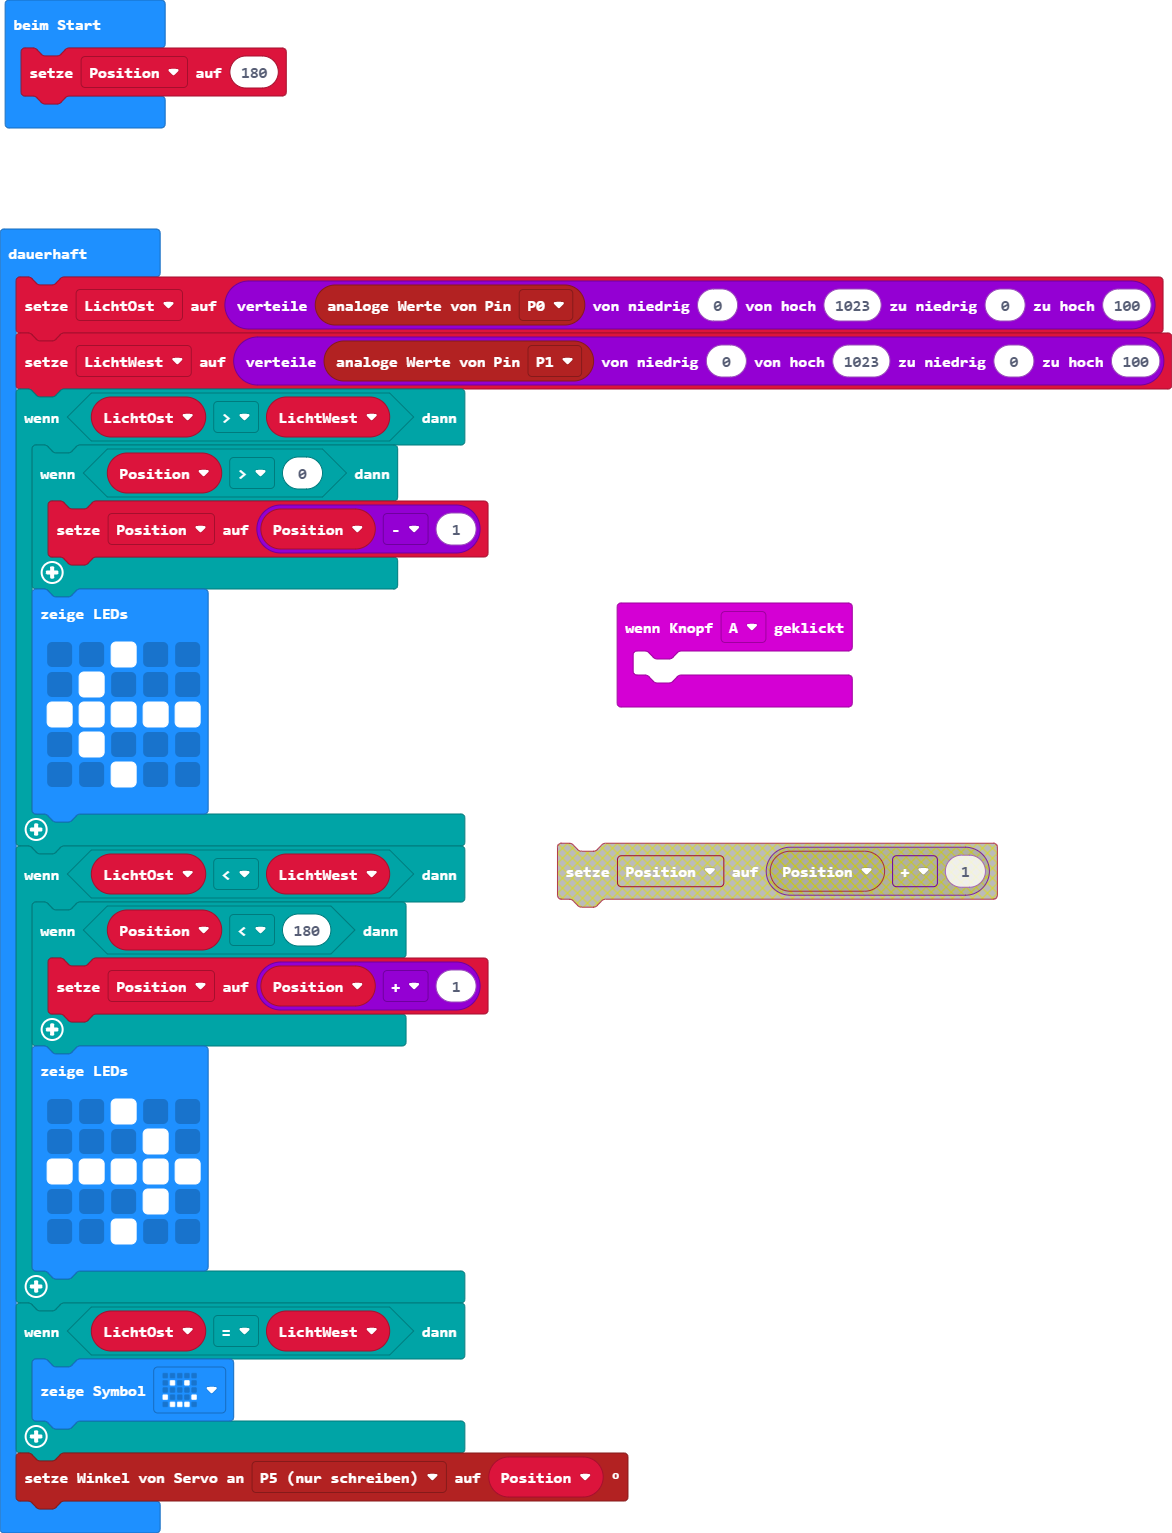 beim Start
setze Position auf 180
dauerhaft
setze LichtOst auf verteile analoge Werte von Pin P0 von niedrig 0 von hoch 1023 zu niedrig 0 zu hoch 100
setze LichtWest auf verteile analoge Werte von Pin P1 von niedrig 0 von hoch 1023 zu niedrig 0 zu hoch 100
wenn LichtOst > LichtWest dann
wenn Position > 0 dann
setze Position auf Position - 1
zeige LEDs
wenn Knopf A geklickt
wenn LichtOst < LichtWest dann
setze Position auf Position + 1
wenn Position < 180 dann
setze Position auf Position + 1
zeige LEDs
wenn LichtOst = LichtWest dann
zeige Symbol
setze Winkel von Servo an P5 (nur schreiben) auf Position °